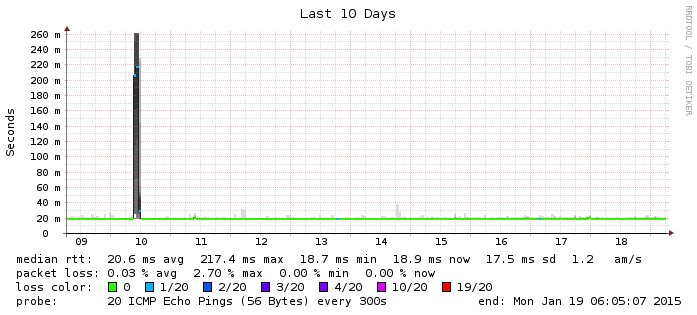 Last 10 Days
RRDTOOL / TOBI OETIKER
Seconds
260 m
240 m
220 m
200 m
180 m
160 m
140 m
120 m
100 m
80 m
60 m
40 m
20 m
0
09 10 11 12 13 14 15 16 17 18
median rtt: 20.6 ms avg 217.4 ms max 18.7 ms min 18.9 ms now 17.5 ms sd 1.2 am/s
packet loss: 0.03 % avg 2.70 % max 0.00 % min 0.00 % now
loss color: 0 1/20 2/20 3/20 4/20 10/20 19/20
probe: 20 ICMP Echo Pings (56 Bytes) every 300s end: Mon Jan 19 06:05:07 2015